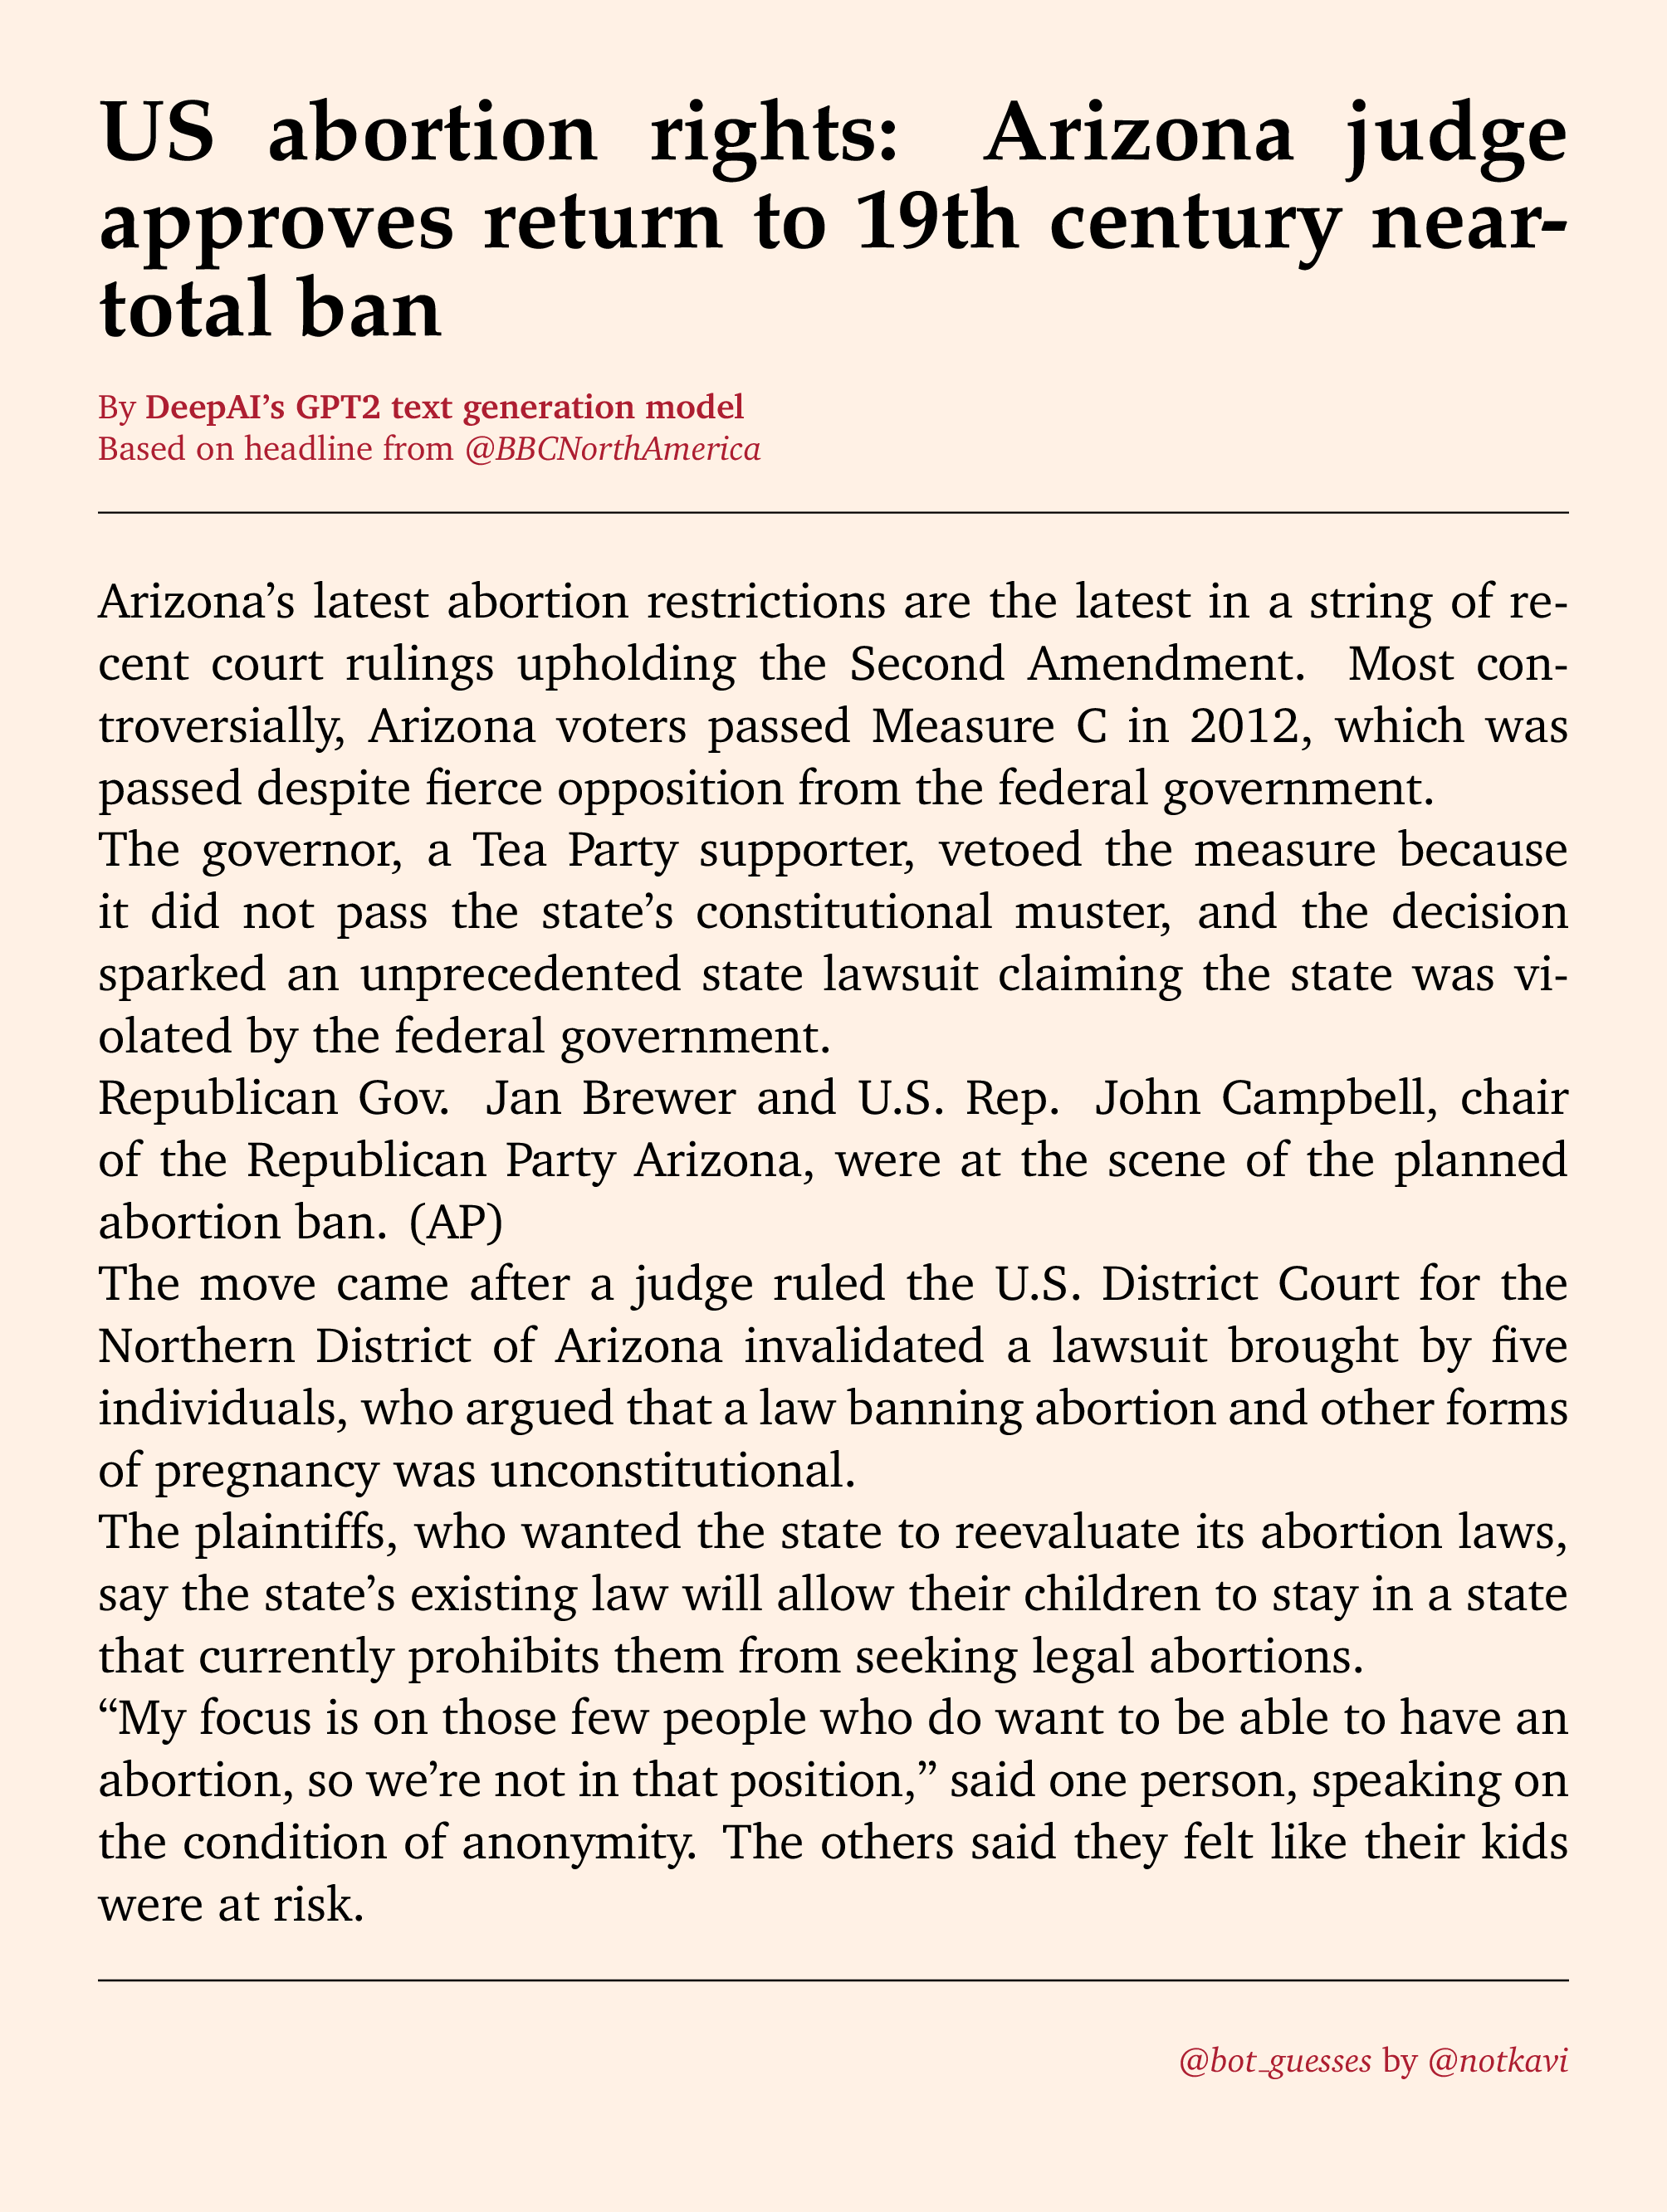 US abortion rights: Arizona judge
approves return to 19th century near-
total ban
By DeepAI’s GPT2 text generation model
Based on headline from @BBCNorthAmerica
Arizona’s latest abortion restrictions are the latest in a string of re-
cent court rulings upholding the Second Amendment. Most con-
troversially, Arizona voters passed Measure C in 2012, which was
passed despite fierce opposition from the federal government.
The governor, a Tea Party supporter, vetoed the measure because
it did not pass the state’s constitutional muster, and the decision
sparked an unprecedented state lawsuit claiming the state was vi-
olated by the federal government.
Republican Gov. Jan Brewer and U.S. Rep. John Campbell, chair
of the Republican Party Arizona, were at the scene of the planned
abortion ban. (AP)
The move came after a judge ruled the U.S. District Court for the
Northern District of Arizona invalidated a lawsuit brought by five
individuals, who argued that a law banning abortion and other forms
of pregnancy was unconstitutional.
The plaintiffs, who wanted the state to reevaluate its abortion laws,
say the state’s existing law will allow their children to stay in a state
that currently prohibits them from seeking legal abortions.
“My focus is on those few people who do want to be able to have an
abortion, so we’re not in that position,” said one person, speaking on
the condition of anonymity. The others said they felt like their kids
were at risk.
@bot_guesses by @notkavi